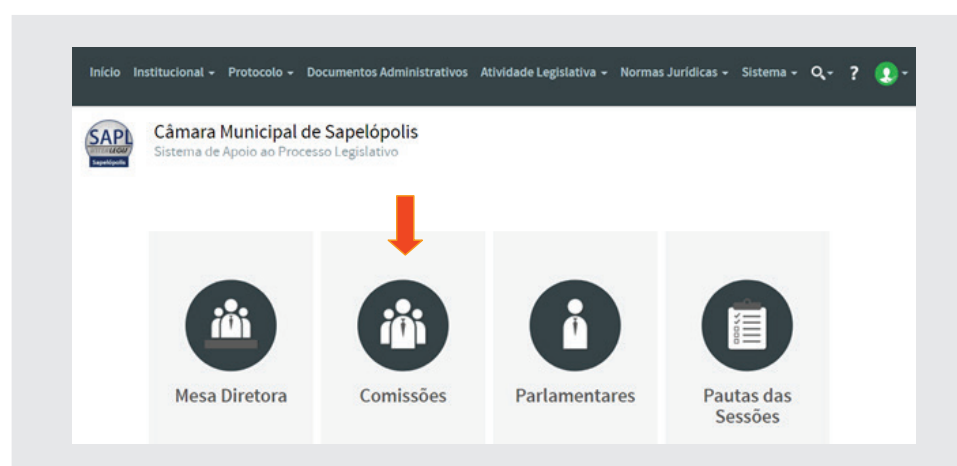 Início Institucional Protocolo Documentos Administrativos Atividade Legislativa Normas Jurídicas Sistema ?
SAPL
Sapelópolis
Câmara Municipal de Sapelópolis
Sistema de Apoio ao Processo Legislativo
Mesa Diretora Comissões Parlamentares Pautas das
Sessões